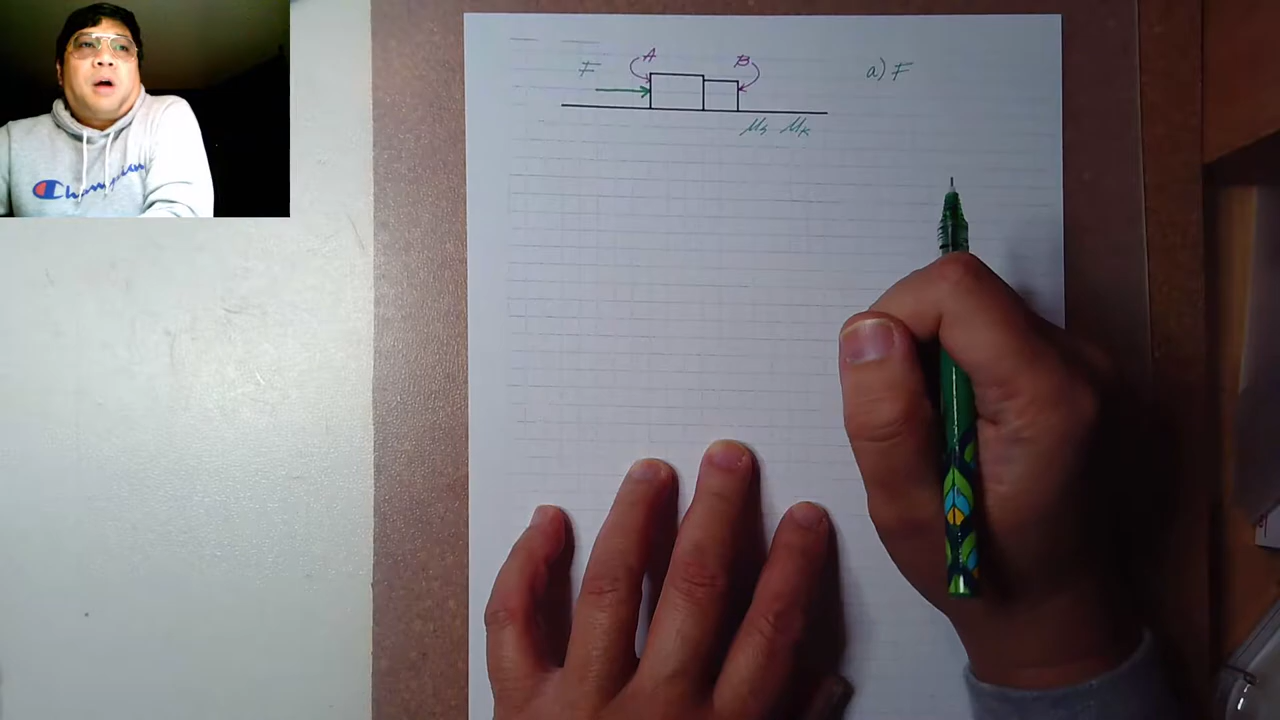 A
B
F
a) F
μs μk
Champion